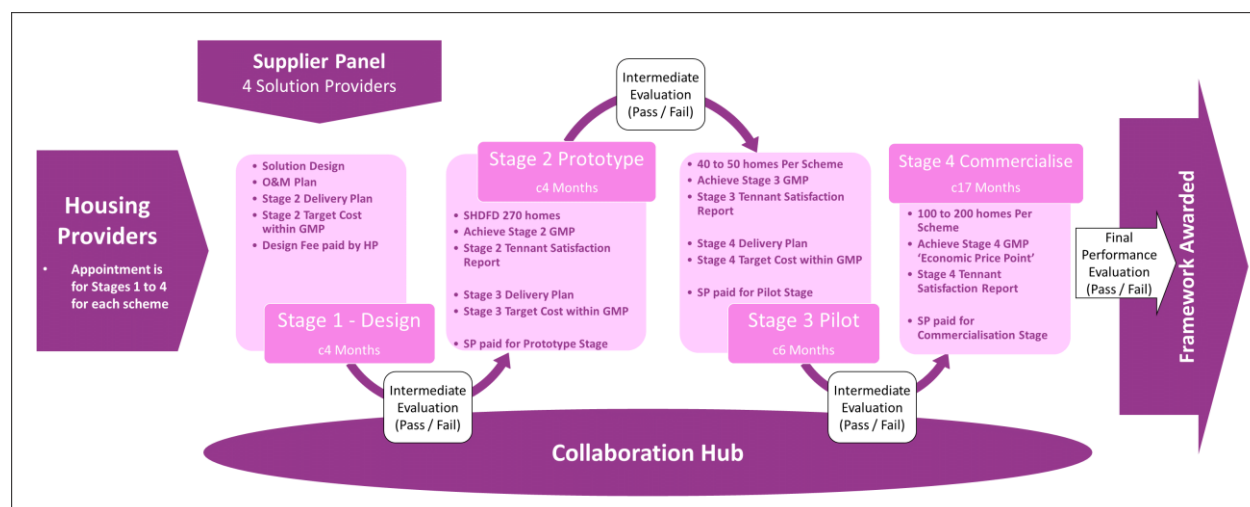 Supplier Panel
4 Solution Providers
Housing
Providers
• Appointment is
for Stages 1 to 4
for each scheme
• Solution Design
• O&M Plan
• Stage 2 Delivery Plan
• Stage 2 Target Cost
within GMP
• Design Fee paid by HP
Stage 1 - Design
c4 Months
Intermediate
Evaluation
(Pass / Fail)
Stage 2 Prototype
c4 Months
• SHDFD 270 homes
• Achieve Stage 2 GMP
• Stage 2 Tennant Satisfaction
Report
• Stage 3 Delivery Plan
• Stage 3 Target Cost within GMP
• SP paid for Prototype Stage
Intermediate
Evaluation
(Pass / Fail)
• 40 to 50 homes Per Scheme
• Achieve Stage 3 GMP
• Stage 3 Tennant Satisfaction
Report
• Stage 4 Delivery Plan
• Stage 4 Target Cost within GMP
• SP paid for Pilot Stage
Stage 3 Pilot
c6 Months
Intermediate
Evaluation
(Pass / Fail)
Stage 4 Commercialise
c17 Months
• 100 to 200 homes Per
Scheme
• Achieve Stage 4 GMP
‘Economic Price Point’
• Stage 4 Tennant
Satisfaction Report
• SP paid for
Commercialisation Stage
Final
Performance
Evaluation
(Pass / Fail)
Framework Awarded
Collaboration Hub